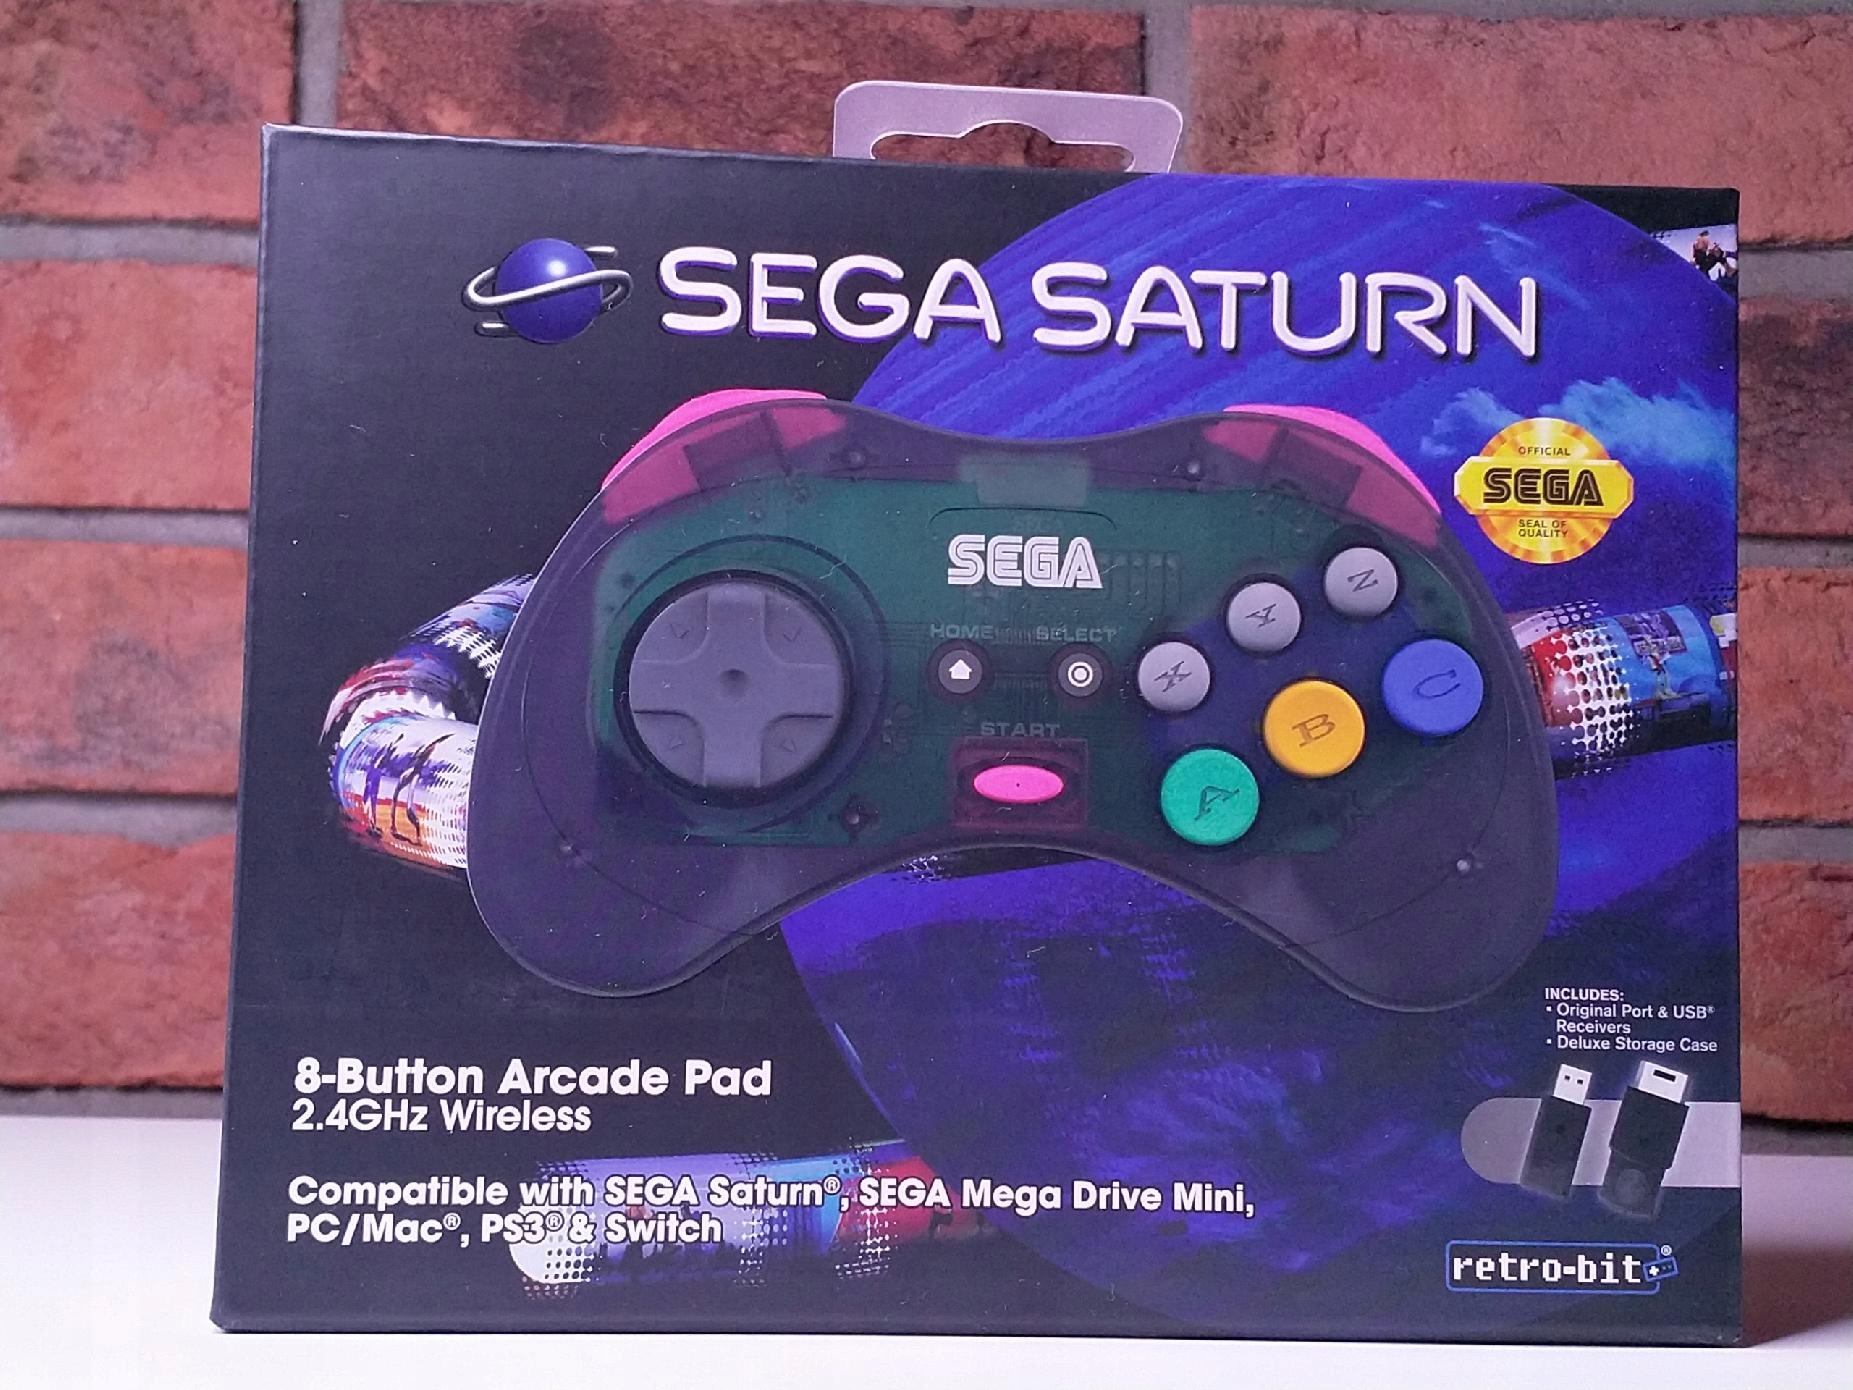 SEGA SATURN
OFFICIAL
SEGA
SEAL OF
QUALITY
SEGA
HOME SELECT
START
X
Y
Z
A
B
C
INCLUDES:
• Original Port & USB®
Receivers
• Deluxe Storage Case
8-Button Arcade Pad
2.4GHz Wireless
Compatible with SEGA Saturn®, SEGA Mega Drive Mini,
PC/Mac®, PS3® & Switch
retro-bit®